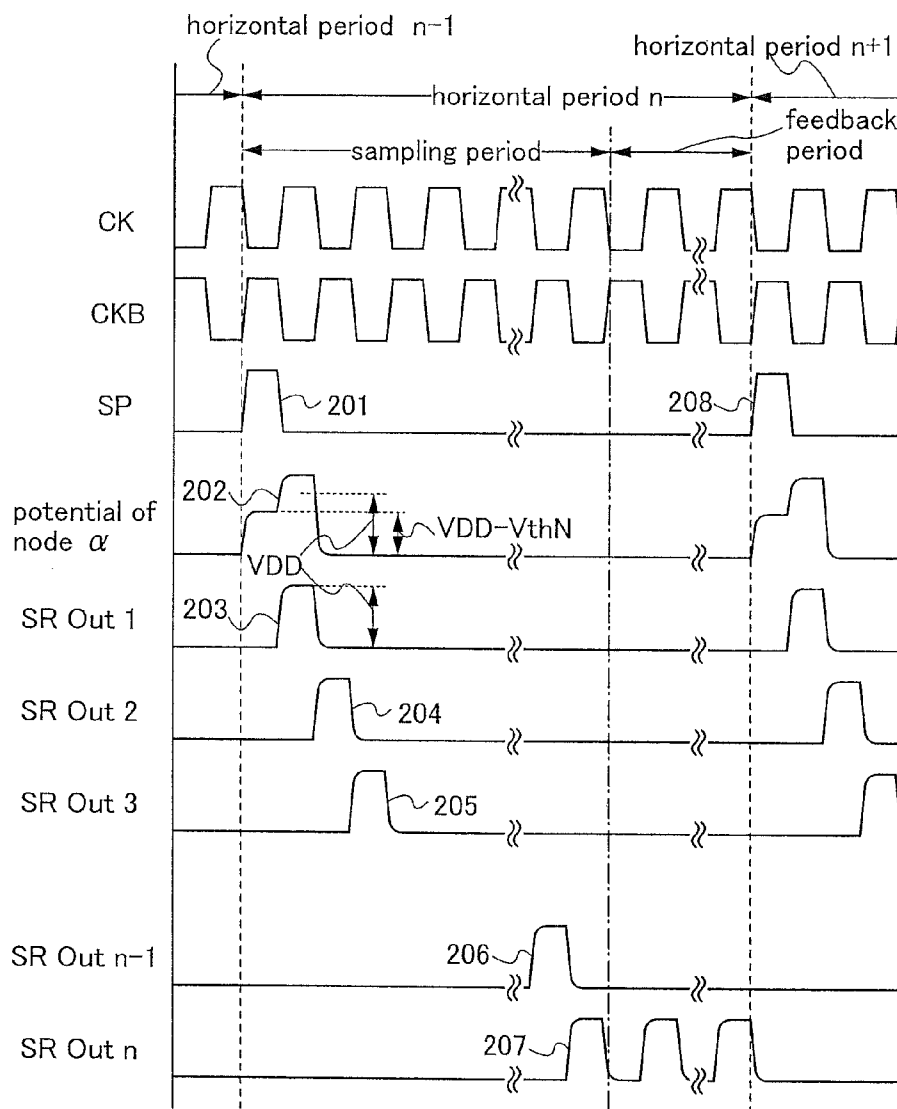 horizontal period n-1
horizontal period n+1
horizontal period n
feedback
period
sampling period
CK
CKB
SP
201
208
202
potential of
node α
VDD-VthN
VDD
203
SR Out 1
SR Out 2
204
SR Out 3
205
SR Out n-1
206
SR Out n
207